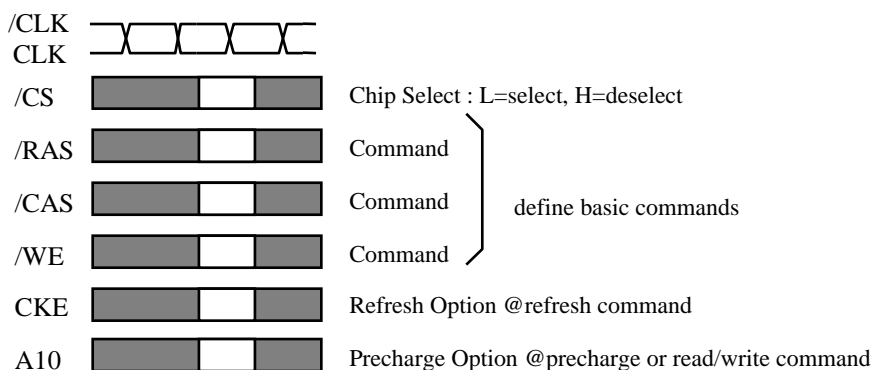 /CLK
CLK
/CS Chip Select : L=select, H=deselect
/RAS Command
/CAS Command define basic commands
/WE Command
CKE Refresh Option @refresh command
A10 Precharge Option @precharge or read/write command